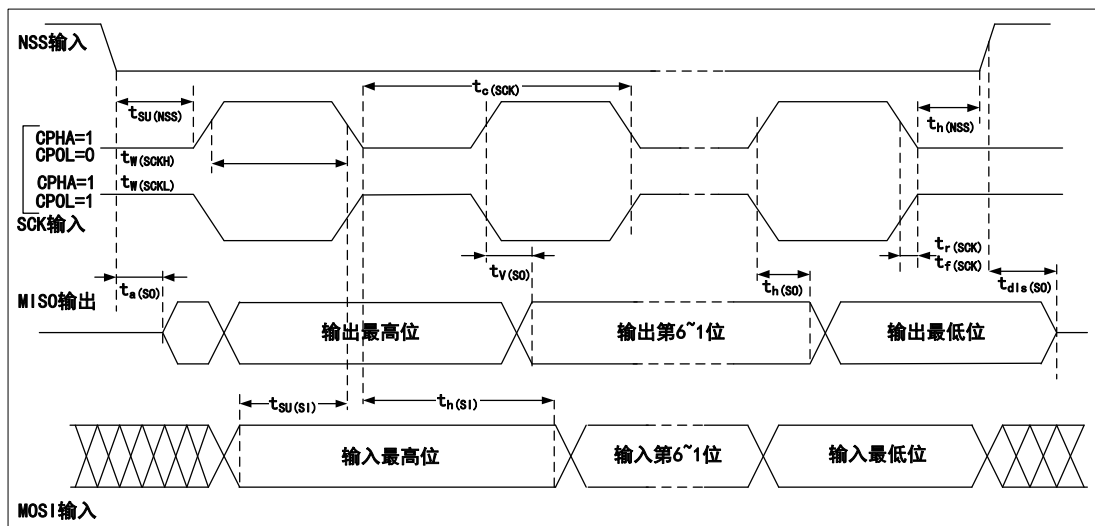 NSS输入
tc(SCK)
tSU(NSS)
th(NSS)
CPHA=1
CPOL=0
tW(SCKH)
CPHA=1
tW(SCKL)
CPOL=1
SCK输入
ta(SO)
tV(SO)
th(SO)
tr(SCK)
tf(SCK)
tdis(SO)
MISO输出
输出最高位
输出第6~1位
输出最低位
tSU(SI)
th(SI)
输入最高位
输入第6~1位
输入最低位
MOSI输入